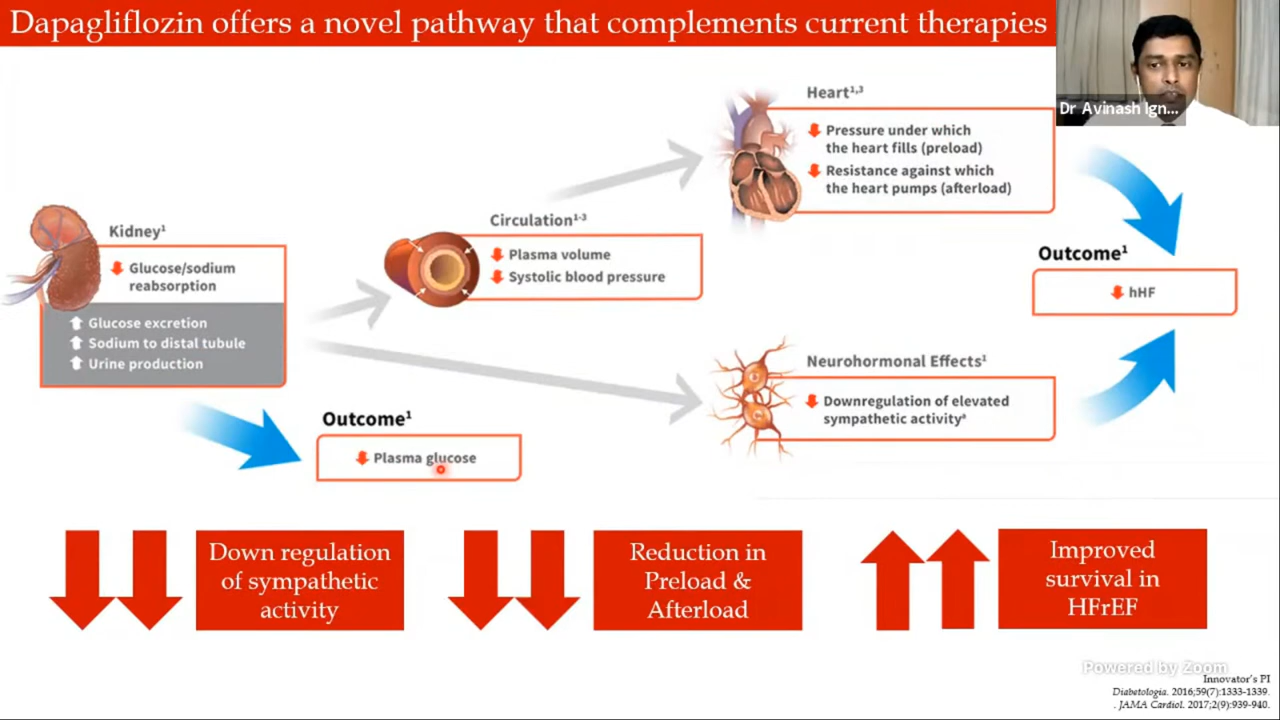 Dapagliflozin offers a novel pathway that complements current therapies
Dr Avinash Ign...
Heart¹,³
Pressure under which
the heart fills (preload)
Resistance against which
the heart pumps (afterload)
Kidney¹
Glucose/sodium
reabsorption
Glucose excretion
Sodium to distal tubule
Urine production
Circulation¹⁻³
Plasma volume
Systolic blood pressure
Outcome¹
hHF
Neurohormonal Effects¹
Downregulation of elevated
sympathetic activityᵃ
Outcome¹
Plasma glucose
Down regulation
of sympathetic
activity
Reduction in
Preload &
Afterload
Improved
survival in
HFrEF
Powered by Zoom
Innovator's PI
Diabetologia. 2016;59(7):1333-1339.
. JAMA Cardiol. 2017;2(9):939-940.